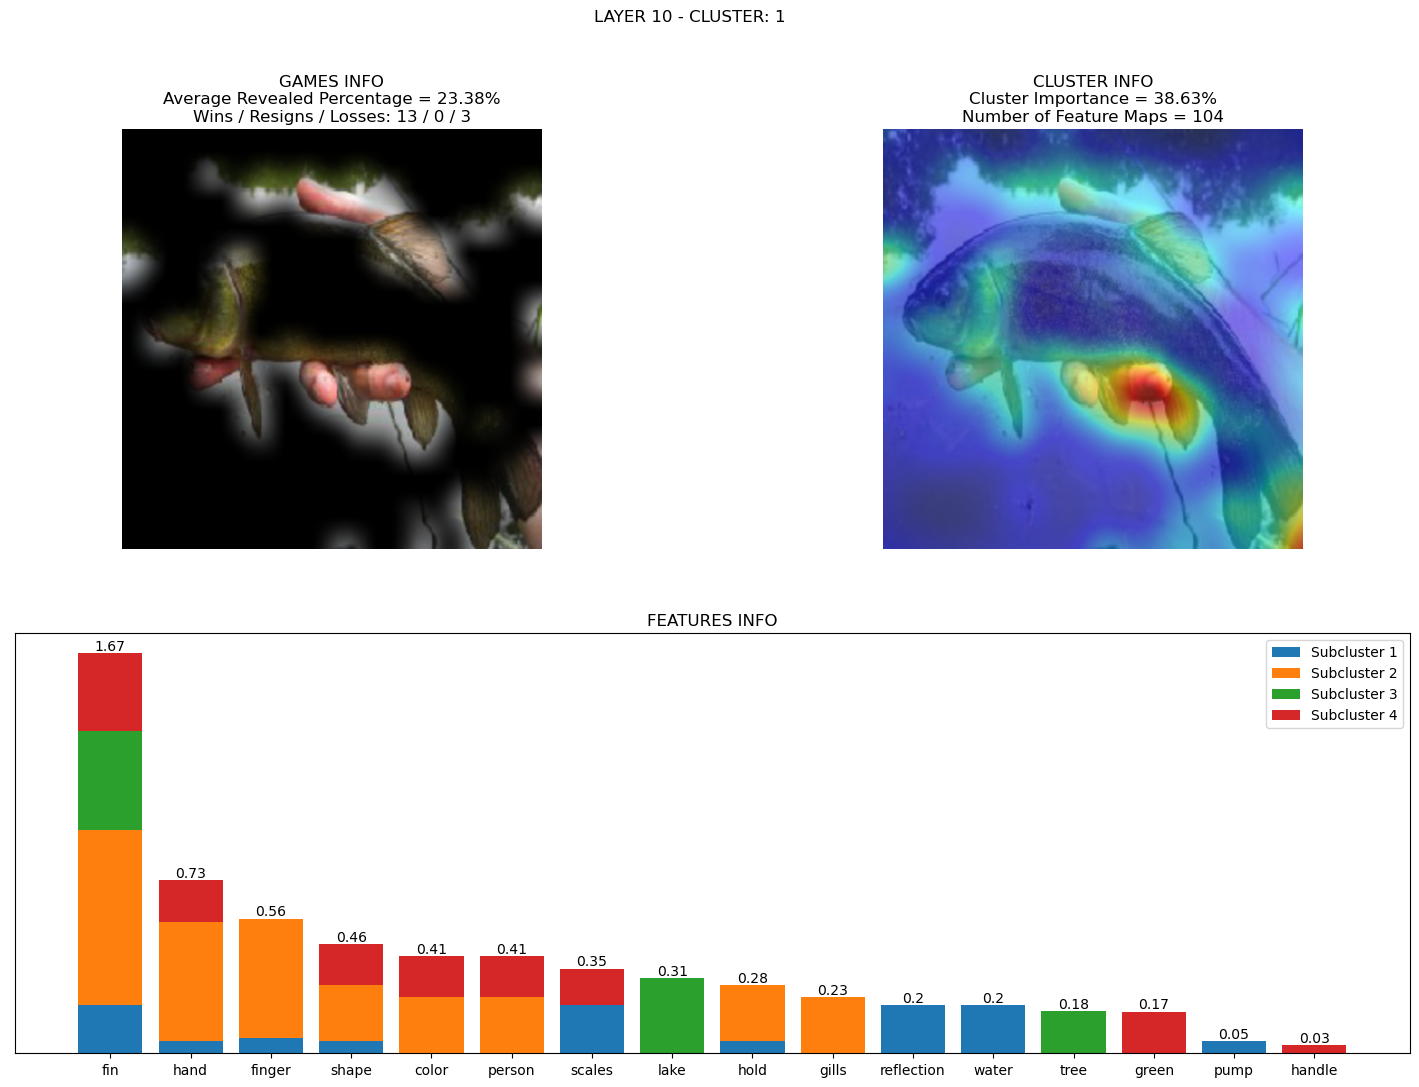 LAYER 10 - CLUSTER: 1
GAMES INFO
Average Revealed Percentage = 23.38%
Wins / Resigns / Losses: 13 / 0 / 3
CLUSTER INFO
Cluster Importance = 38.63%
Number of Feature Maps = 104
FEATURES INFO
Subcluster 1
Subcluster 2
Subcluster 3
Subcluster 4
1.67
0.73
0.56
0.46
0.41
0.41
0.35
0.31
0.28
0.23
0.2
0.2
0.18
0.17
0.05
0.03
fin hand finger shape color person scales lake hold gills reflection water tree green pump handle